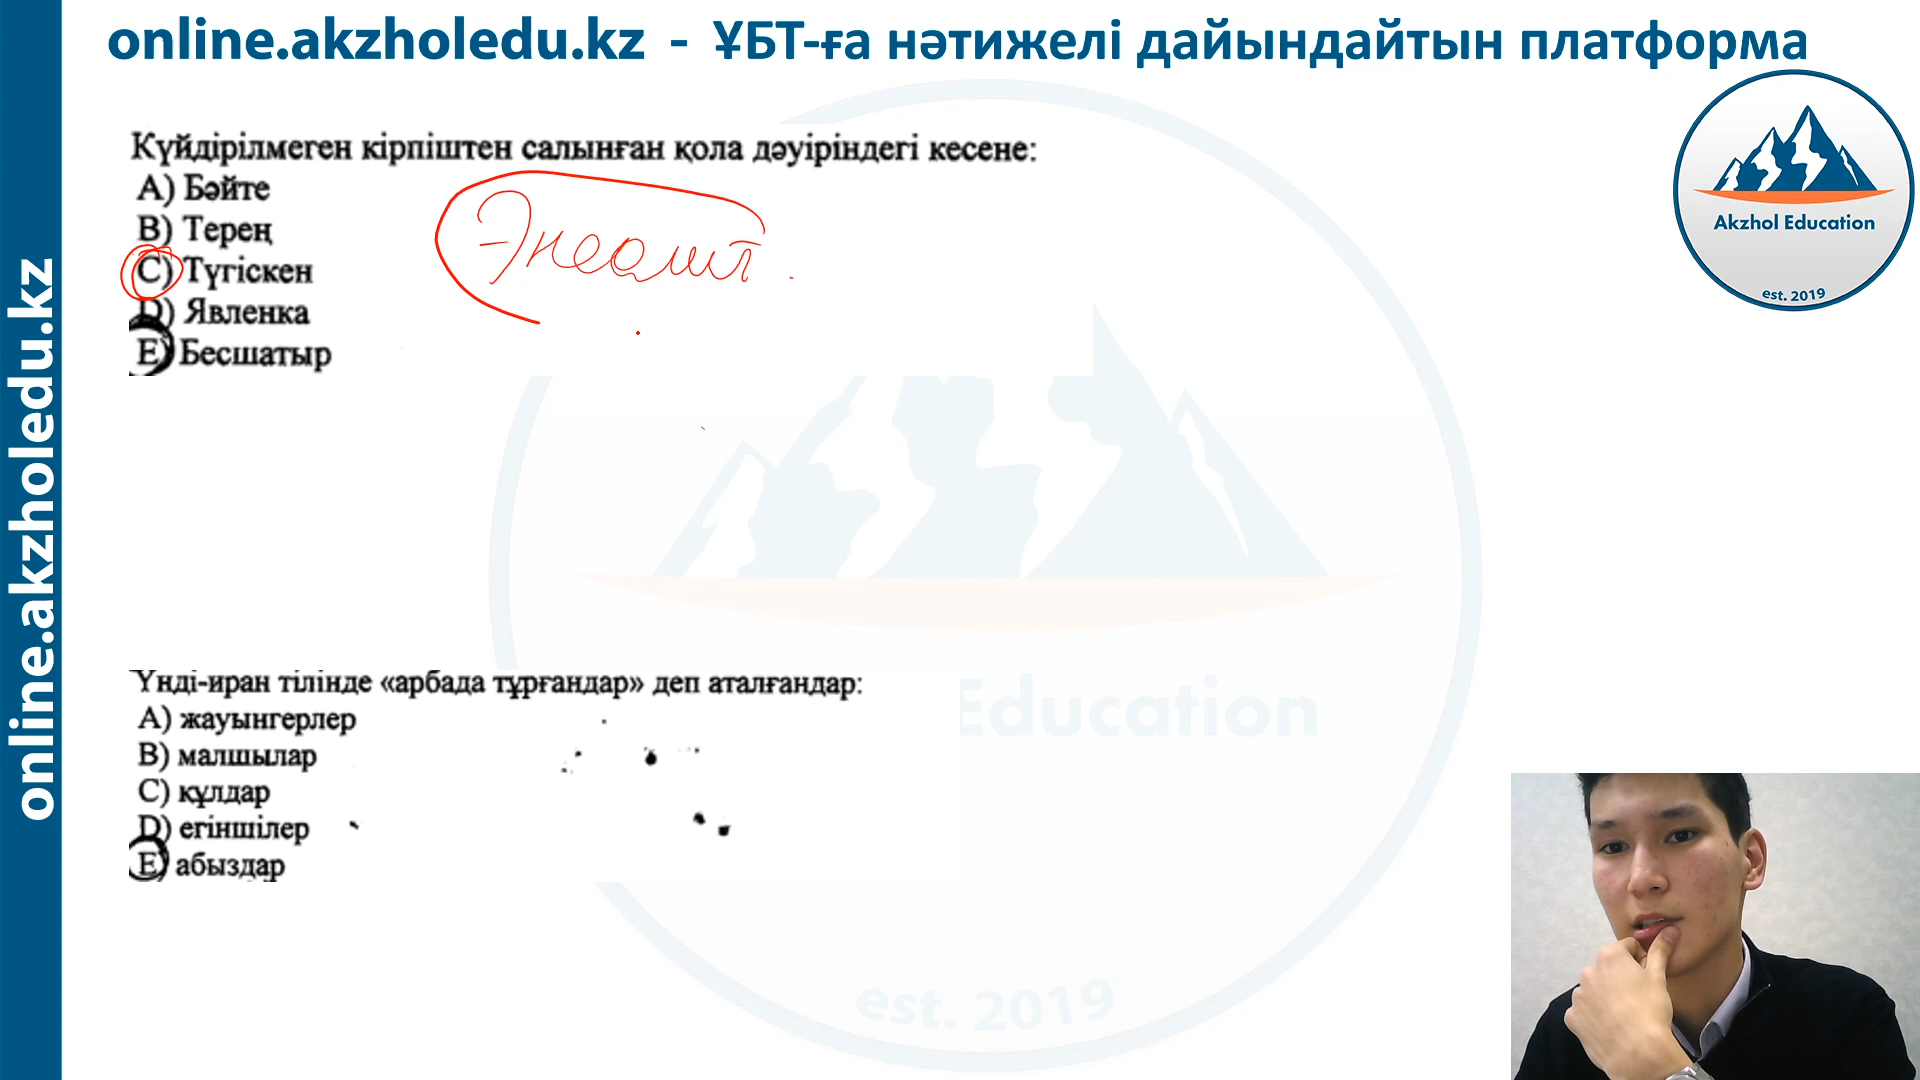 online.akzholedu.kz - ҰБТ-ға нәтижелі дайындайтын платформа
online.akzholedu.kz
Akzhol Education
est. 2019
Күйдірілмеген кірпіштен салынған қола дәуіріндегі кесене:
A) Бәйте
B) Терең
C) Түгіскен
D) Явленка
E) Бесшатыр
Үнді-иран тілінде «арбада тұрғандар» деп аталғандар:
A) жауынгерлер
B) малшылар
C) құлдар
D) егіншілер
E) абыздар
Education
est. 2019